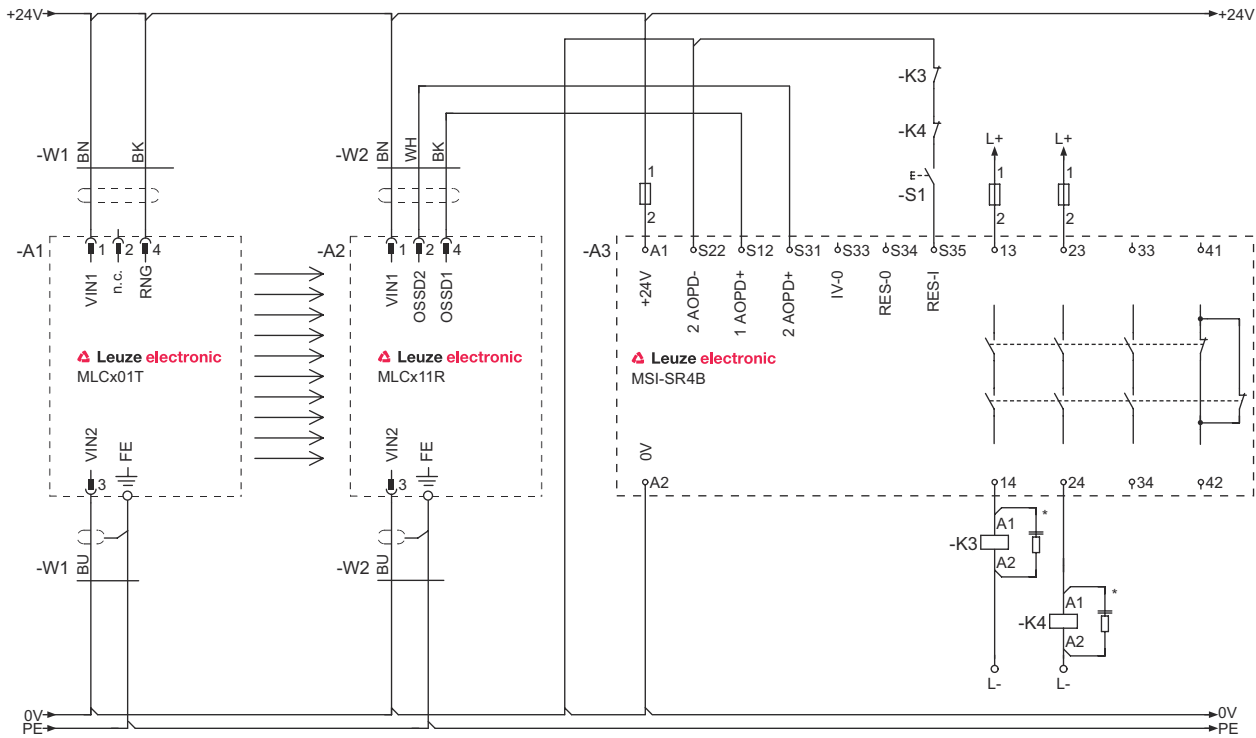 +24V +24V
-K3
-K4 L+ L+
-W1 BN BK -W2 BN WH BK
1 E-- 1 1
-S1
2 2 2
-A1 1 2 4 -A2 1 2 4 -A3 A1 S22 S12 S31 S33 S34 S35 13 23 33 41
VIN1 n.c. RNG VIN1 OSSD2 OSSD1 +24V 2 AOPD- 1 AOPD+ 2 AOPD+ IV-0 RES-0 RES-I
Leuze electronic Leuze electronic Leuze electronic
MLCx01T MLCx11R MSI-SR4B
VIN2 FE VIN2 FE 0V
3 3 A2 14 24 34 42
A1 *
-K3
A2
-W1 BU -W2 BU
A1 *
-K4
A2
L- L-
0V 0V
PE PE